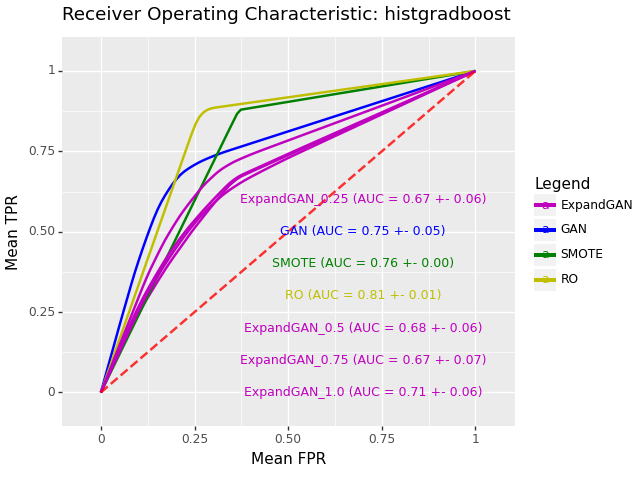 Receiver Operating Characteristic: histgradboost
Mean TPR
1
0.75
0.50
0.25
0
ExpandGAN_0.25 (AUC = 0.67 +- 0.06)
GAN (AUC = 0.75 +- 0.05)
SMOTE (AUC = 0.76 +- 0.00)
RO (AUC = 0.81 +- 0.01)
ExpandGAN_0.5 (AUC = 0.68 +- 0.06)
ExpandGAN_0.75 (AUC = 0.67 +- 0.07)
ExpandGAN_1.0 (AUC = 0.71 +- 0.06)
0 0.25 0.50 0.75 1
Mean FPR
Legend
a ExpandGAN
a GAN
a SMOTE
a RO